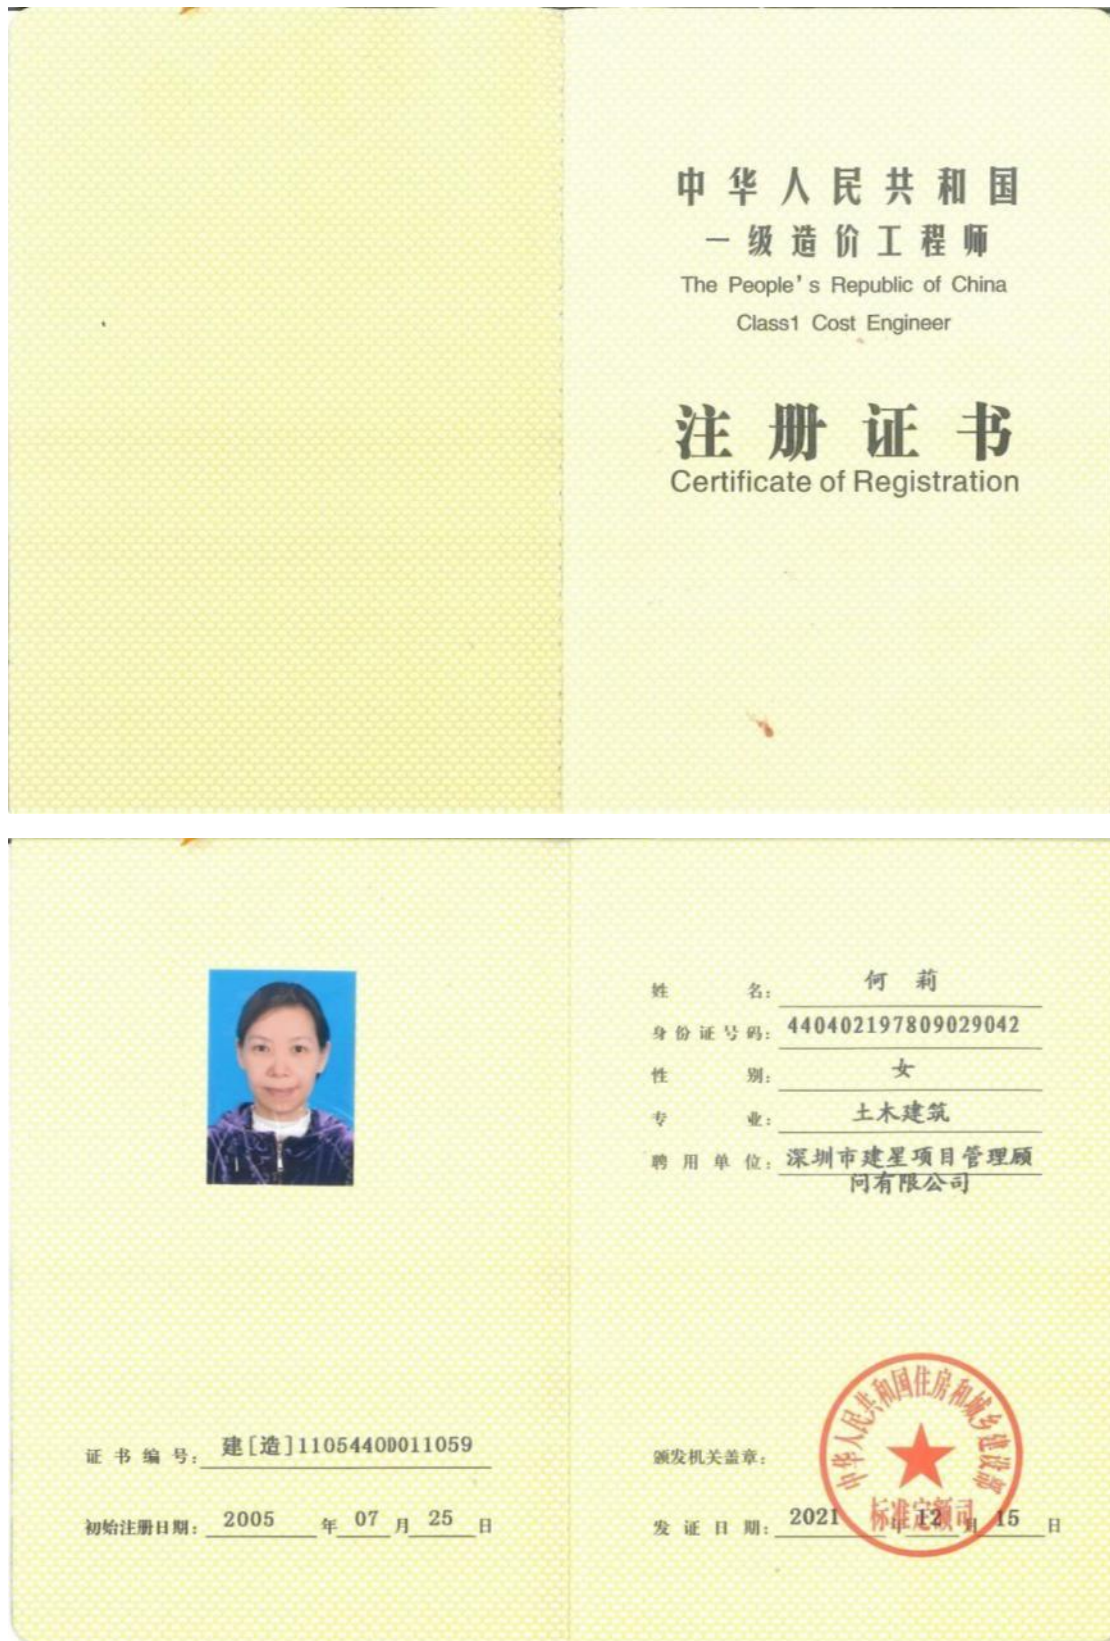 中华人民共和国
一级造价工程师
The People's Republic of China
Class1 Cost Engineer
注册证书
Certificate of Registration
姓 名: 何莉
身份证号码: 440402197809029042
性 别: 女
专 业: 土木建筑
聘用单位: 深圳市建星项目管理顾
问有限公司
证书编号: 建[造]11054400011059
初始注册日期: 2005 年 07 月 25 日
颁发机关盖章:
中华人民共和国住房和城乡建设部
标准定额司
发证日期: 2021 年 12 月 15 日